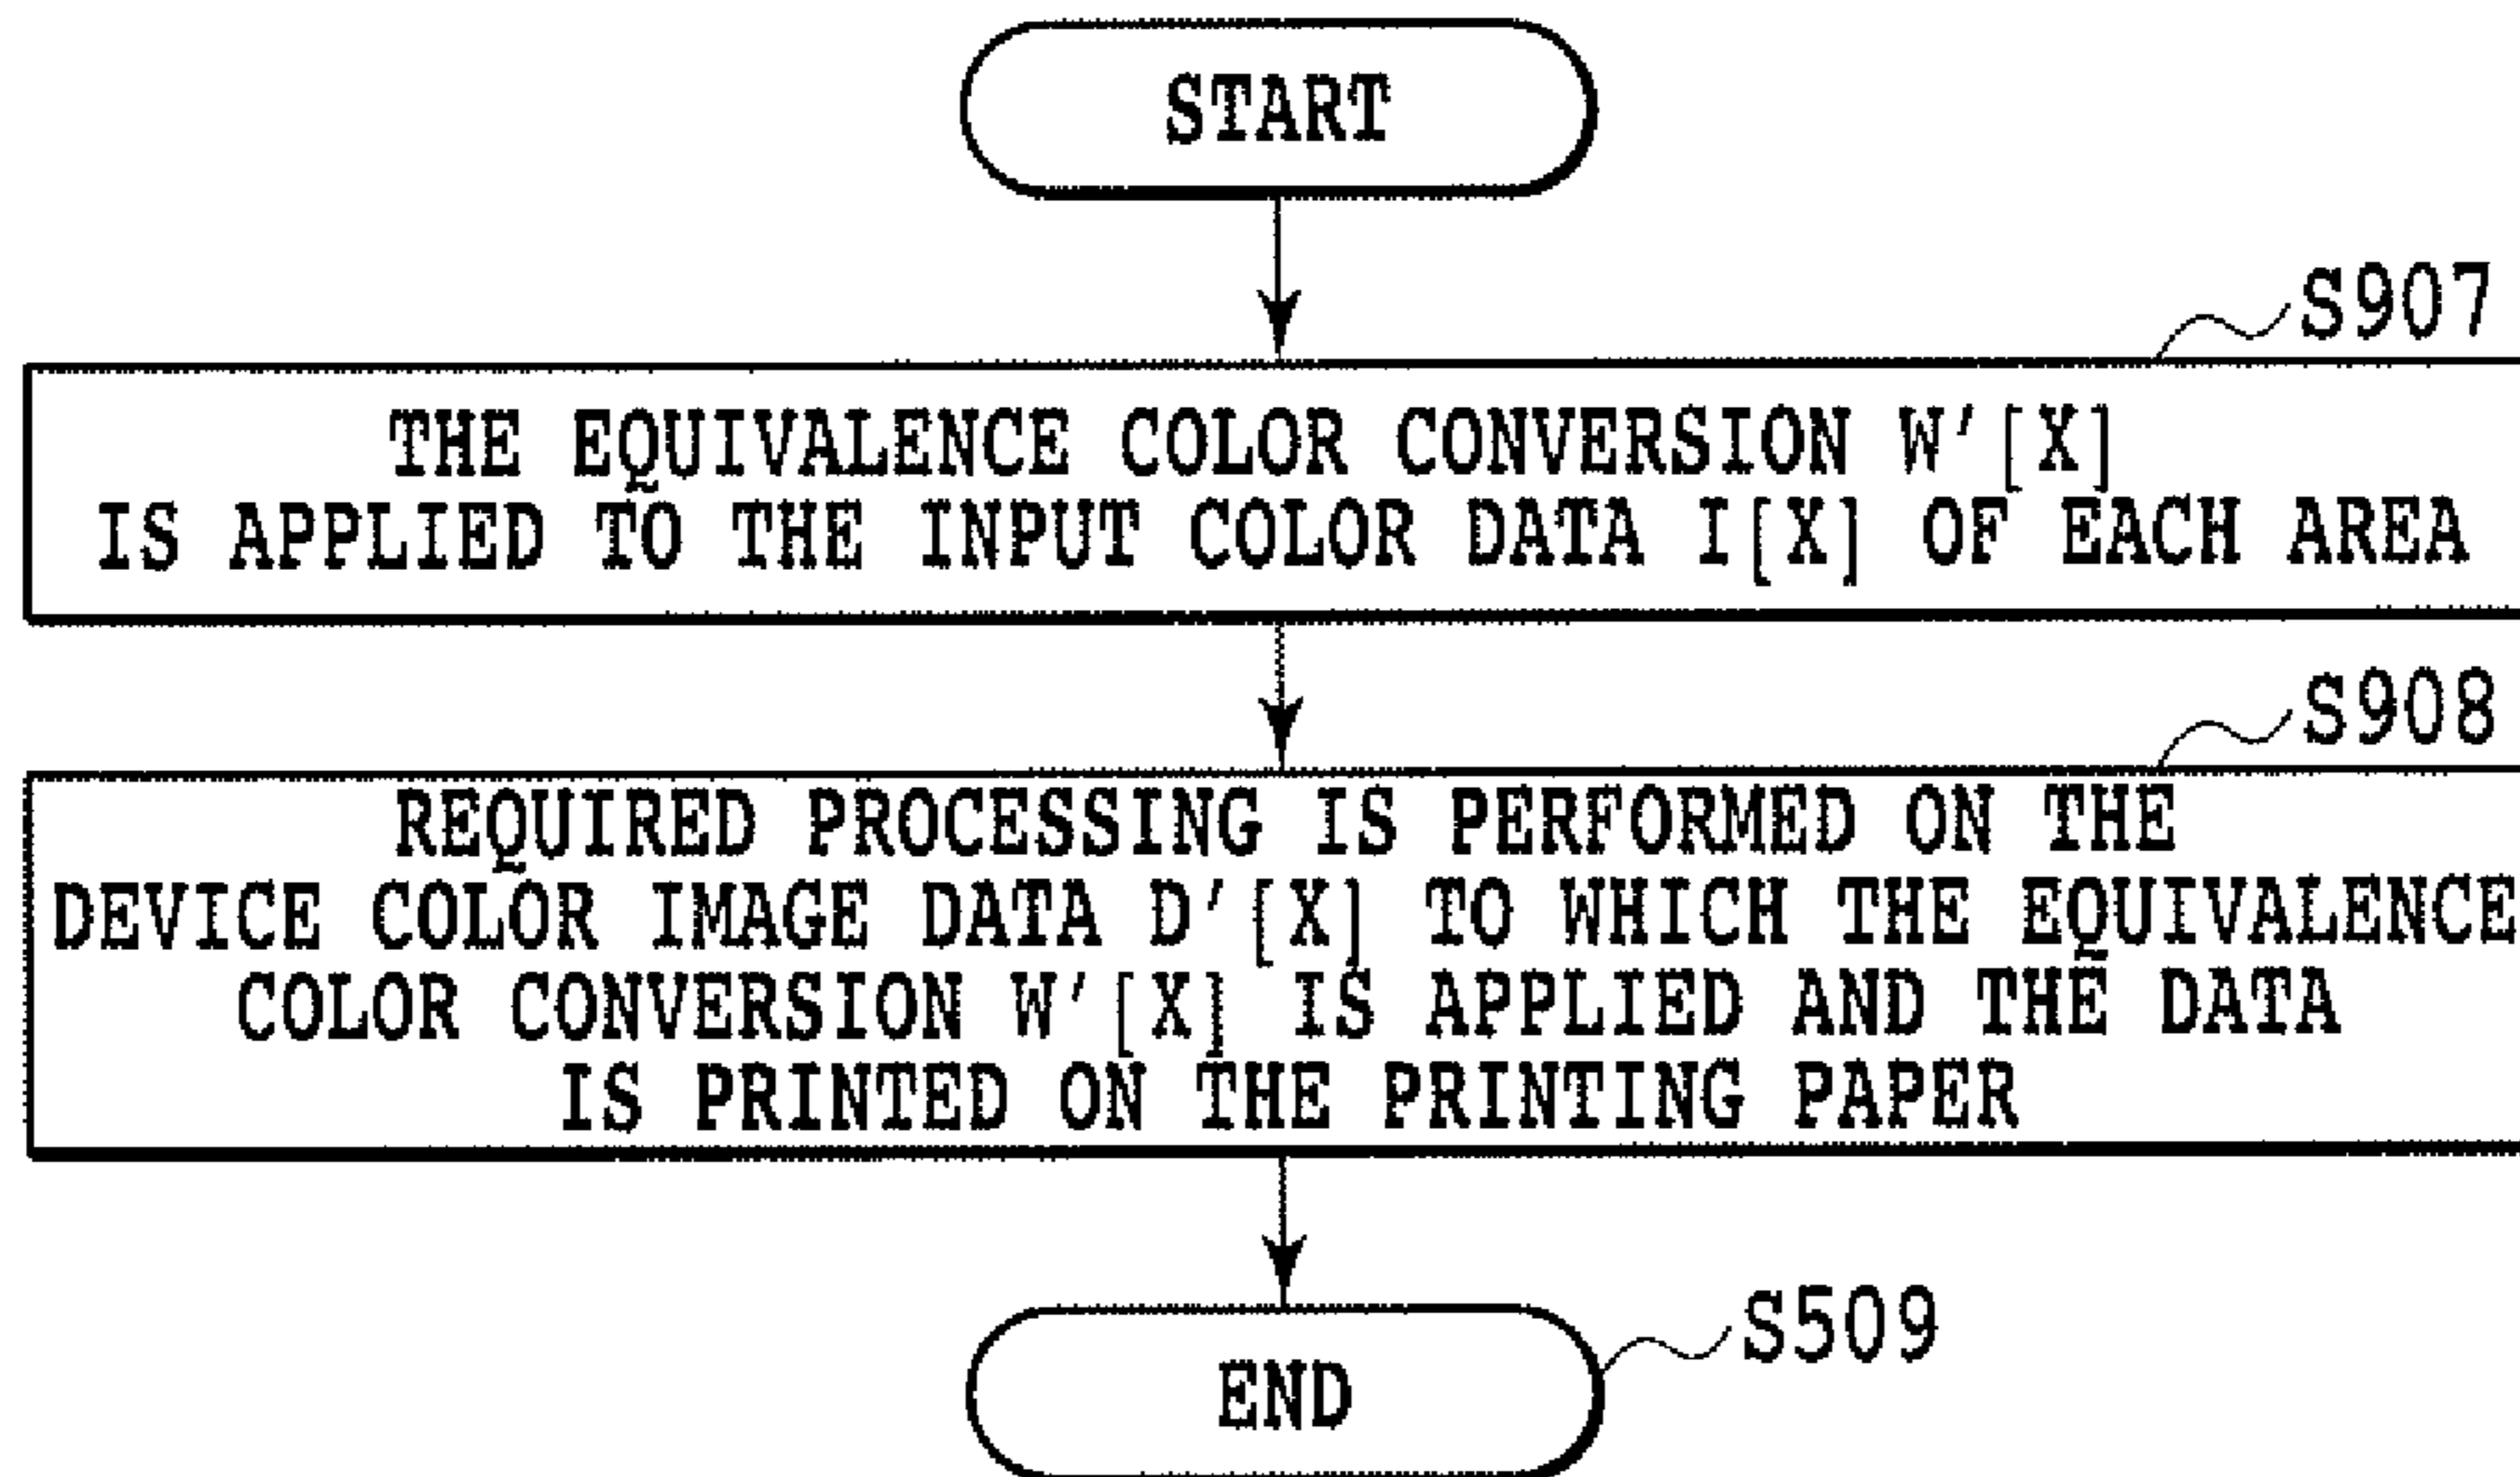 START
S907
THE EQUIVALENCE COLOR CONVERSION W'[X]
IS APPLIED TO THE INPUT COLOR DATA I[X] OF EACH AREA
S908
REQUIRED PROCESSING IS PERFORMED ON THE
DEVICE COLOR IMAGE DATA D'[X] TO WHICH THE EQUIVALENCE
COLOR CONVERSION W'[X] IS APPLIED AND THE DATA
IS PRINTED ON THE PRINTING PAPER
S509
END